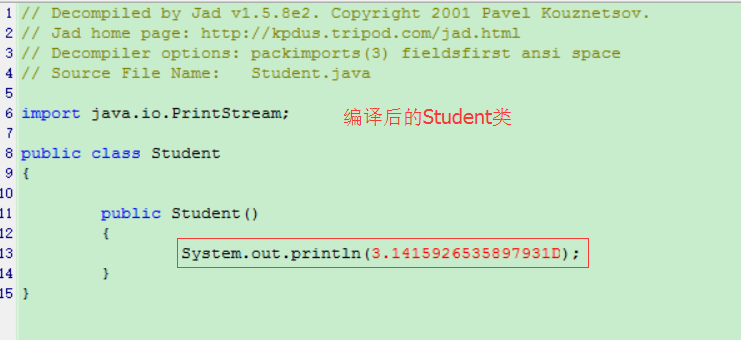 1 // Decompiled by Jad v1.5.8e2. Copyright 2001 Pavel Kouznetsov.
2 // Jad home page: http://kpdus.tripod.com/jad.html
3 // Decompiler options: packimports(3) fieldsfirst ansi space
4 // Source File Name:   Student.java
5
6 import java.io.PrintStream; 编译后的Student类
7
8 public class Student
9 {
10
11         public Student()
12         {
13                 System.out.println(3.1415926535897931D);
14         }
15 }